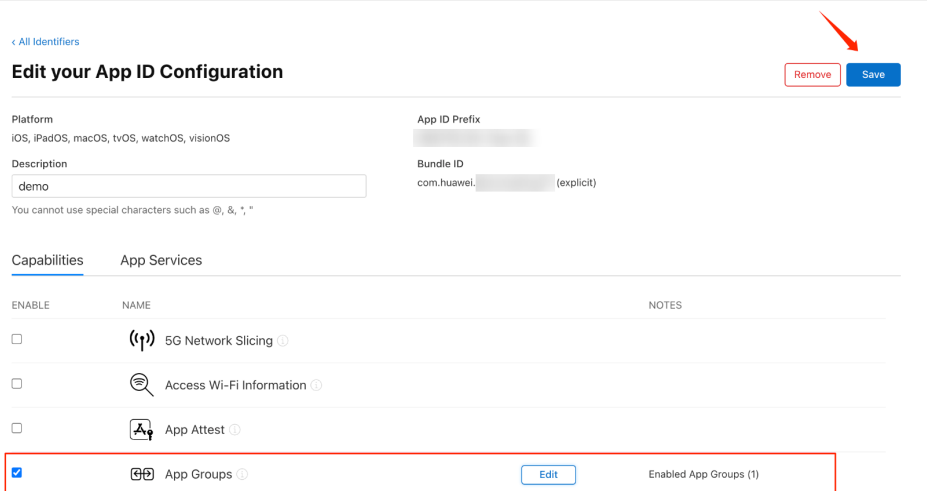 ‹ All Identifiers
Edit your App ID Configuration
Remove
Save
Platform
App ID Prefix
iOS, iPadOS, macOS, tvOS, watchOS, visionOS
Description
Bundle ID
demo
com.huawei. (explicit)
You cannot use special characters such as @, &, *, "
Capabilities
App Services
ENABLE NAME NOTES
5G Network Slicing
Access Wi-Fi Information
App Attest
App Groups Edit Enabled App Groups (1)